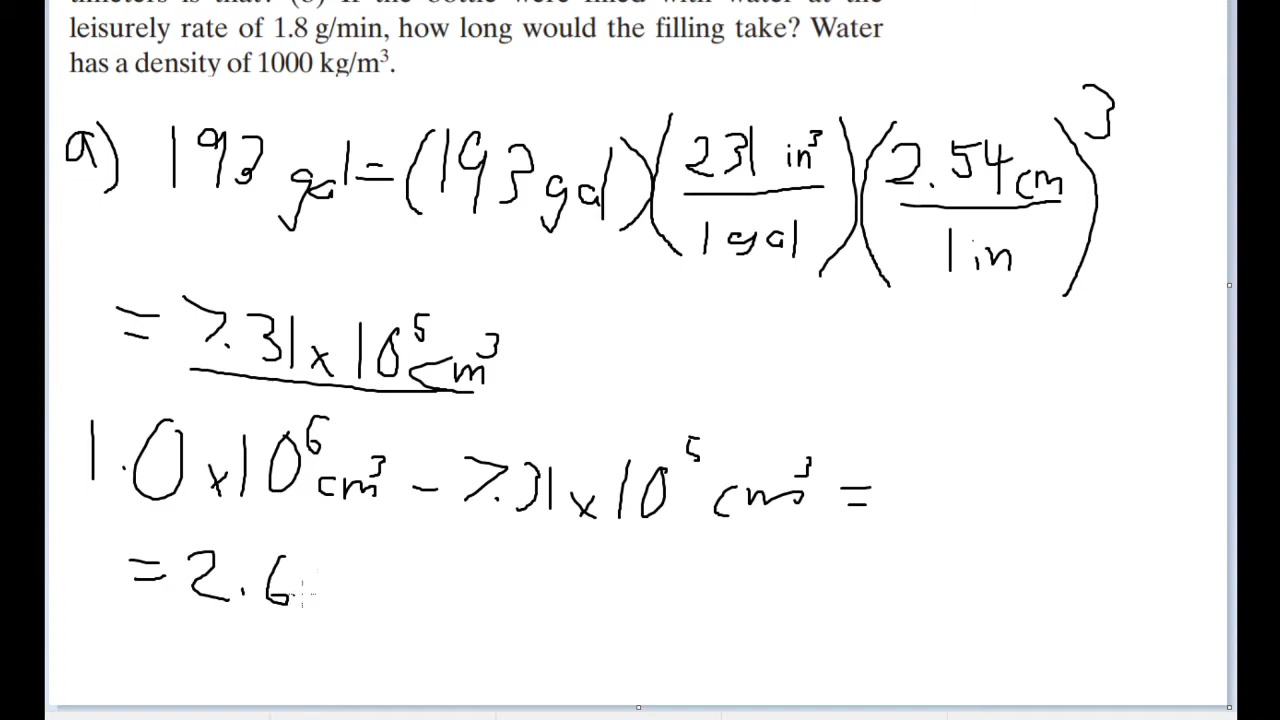 leisurely rate of 1.8 g/min, how long would the filling take? Water
has a density of 1000 kg/m³.
a) 193 gal = (193 gal) (231 in³ / 1 gal) (2.54 cm / 1 in)³
= 7.31 x 10⁵ cm³
1.0 x 10⁶ cm³ - 7.31 x 10⁵ cm³ =
= 2.6